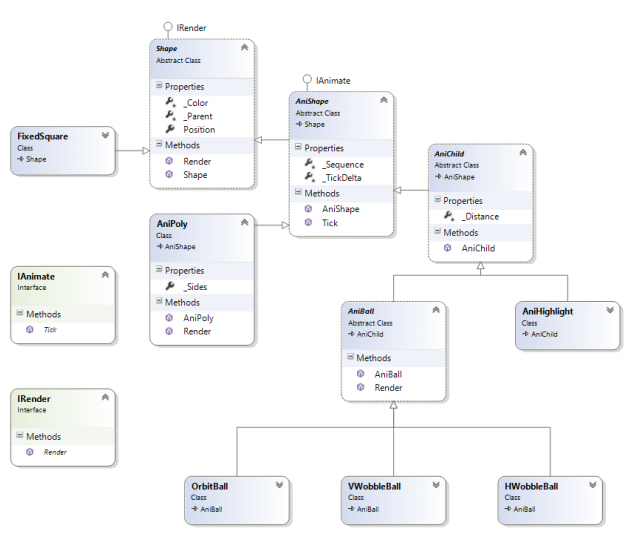 IRender
Shape
Abstract Class
Properties
_Color
_Parent
Position
Methods
Render
Shape
IAnimate
AniShape
Abstract Class
Shape
Properties
_Sequence
_TickDelta
Methods
AniShape
Tick
FixedSquare
Class
Shape
AniChild
Abstract Class
AniShape
Properties
_Distance
Methods
AniChild
AniPoly
Class
AniShape
Properties
_Sides
Methods
AniPoly
Render
IAnimate
Interface
Methods
Tick
AniBall
Abstract Class
AniChild
Methods
AniBall
Render
AniHighlight
Class
AniChild
IRender
Interface
Methods
Render
OrbitBall
Class
AniBall
VWobbleBall
Class
AniBall
HWobbleBall
Class
AniBall